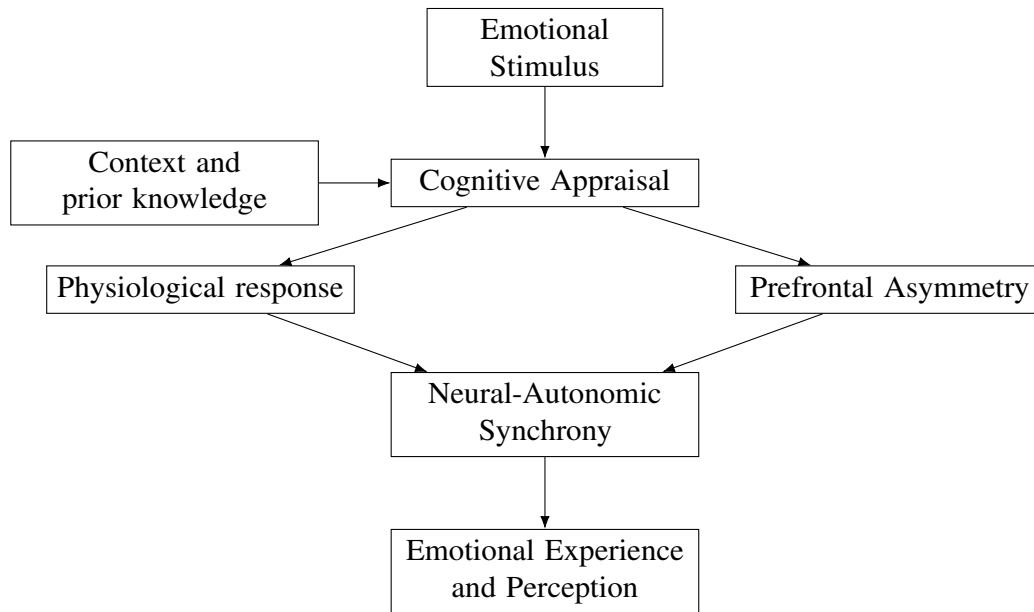 Emotional
Stimulus
Context and
prior knowledge
Cognitive Appraisal
Physiological response
Prefrontal Asymmetry
Neural-Autonomic
Synchrony
Emotional Experience
and Perception